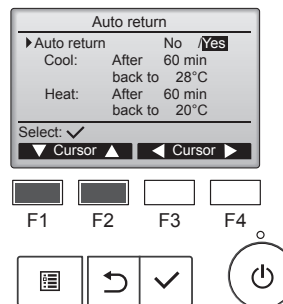 Auto return
▶Auto return No /Yes
Cool: After 60 min
back to 28°C
Heat: After 60 min
back to 20°C
Select: ✓
▼ Cursor ▲ ◀ Cursor ▶
F1 F2 F3 F4